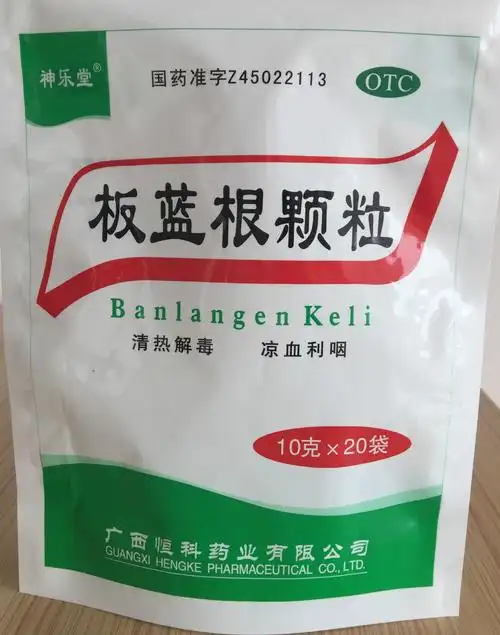 神乐堂®
国药准字Z45022113
OTC
板蓝根颗粒
Banlangen Keli
清热解毒 凉血利咽
10克×20袋
广西恒科药业有限公司
GUANGXI HENGKE PHARMACEUTICAL CO., LTD.